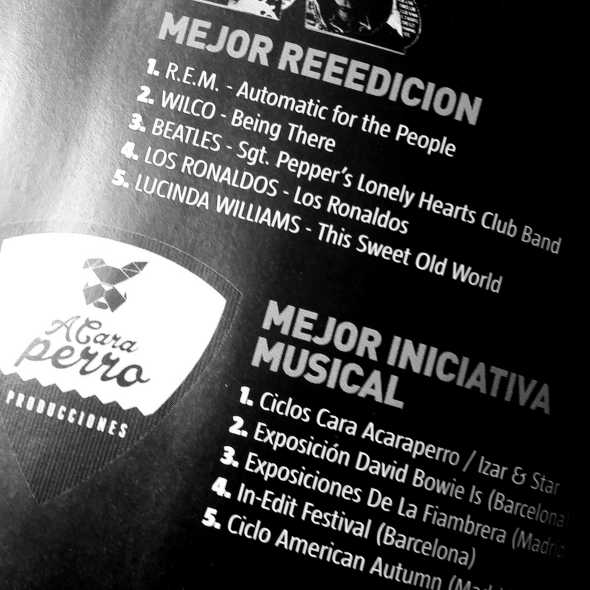 MEJOR REEEDICION
1. R.E.M. - Automatic for the People
2. WILCO - Being There
3. BEATLES - Sgt. Pepper's Lonely Hearts Club Band
4. LOS RONALDOS - Los Ronaldos
5. LUCINDA WILLIAMS - This Sweet Old World
ACara
perro
PRODUCCIONES
MEJOR INICIATIVA
MUSICAL
1. Ciclos Cara Acaraperro / Izar & Star
2. Exposición David Bowie Is (Barcelona
3. Exposiciones De La Fiambrera (Madrid
4. In-Edit Festival (Barcelona)
5. Ciclo American Autumn (Madri